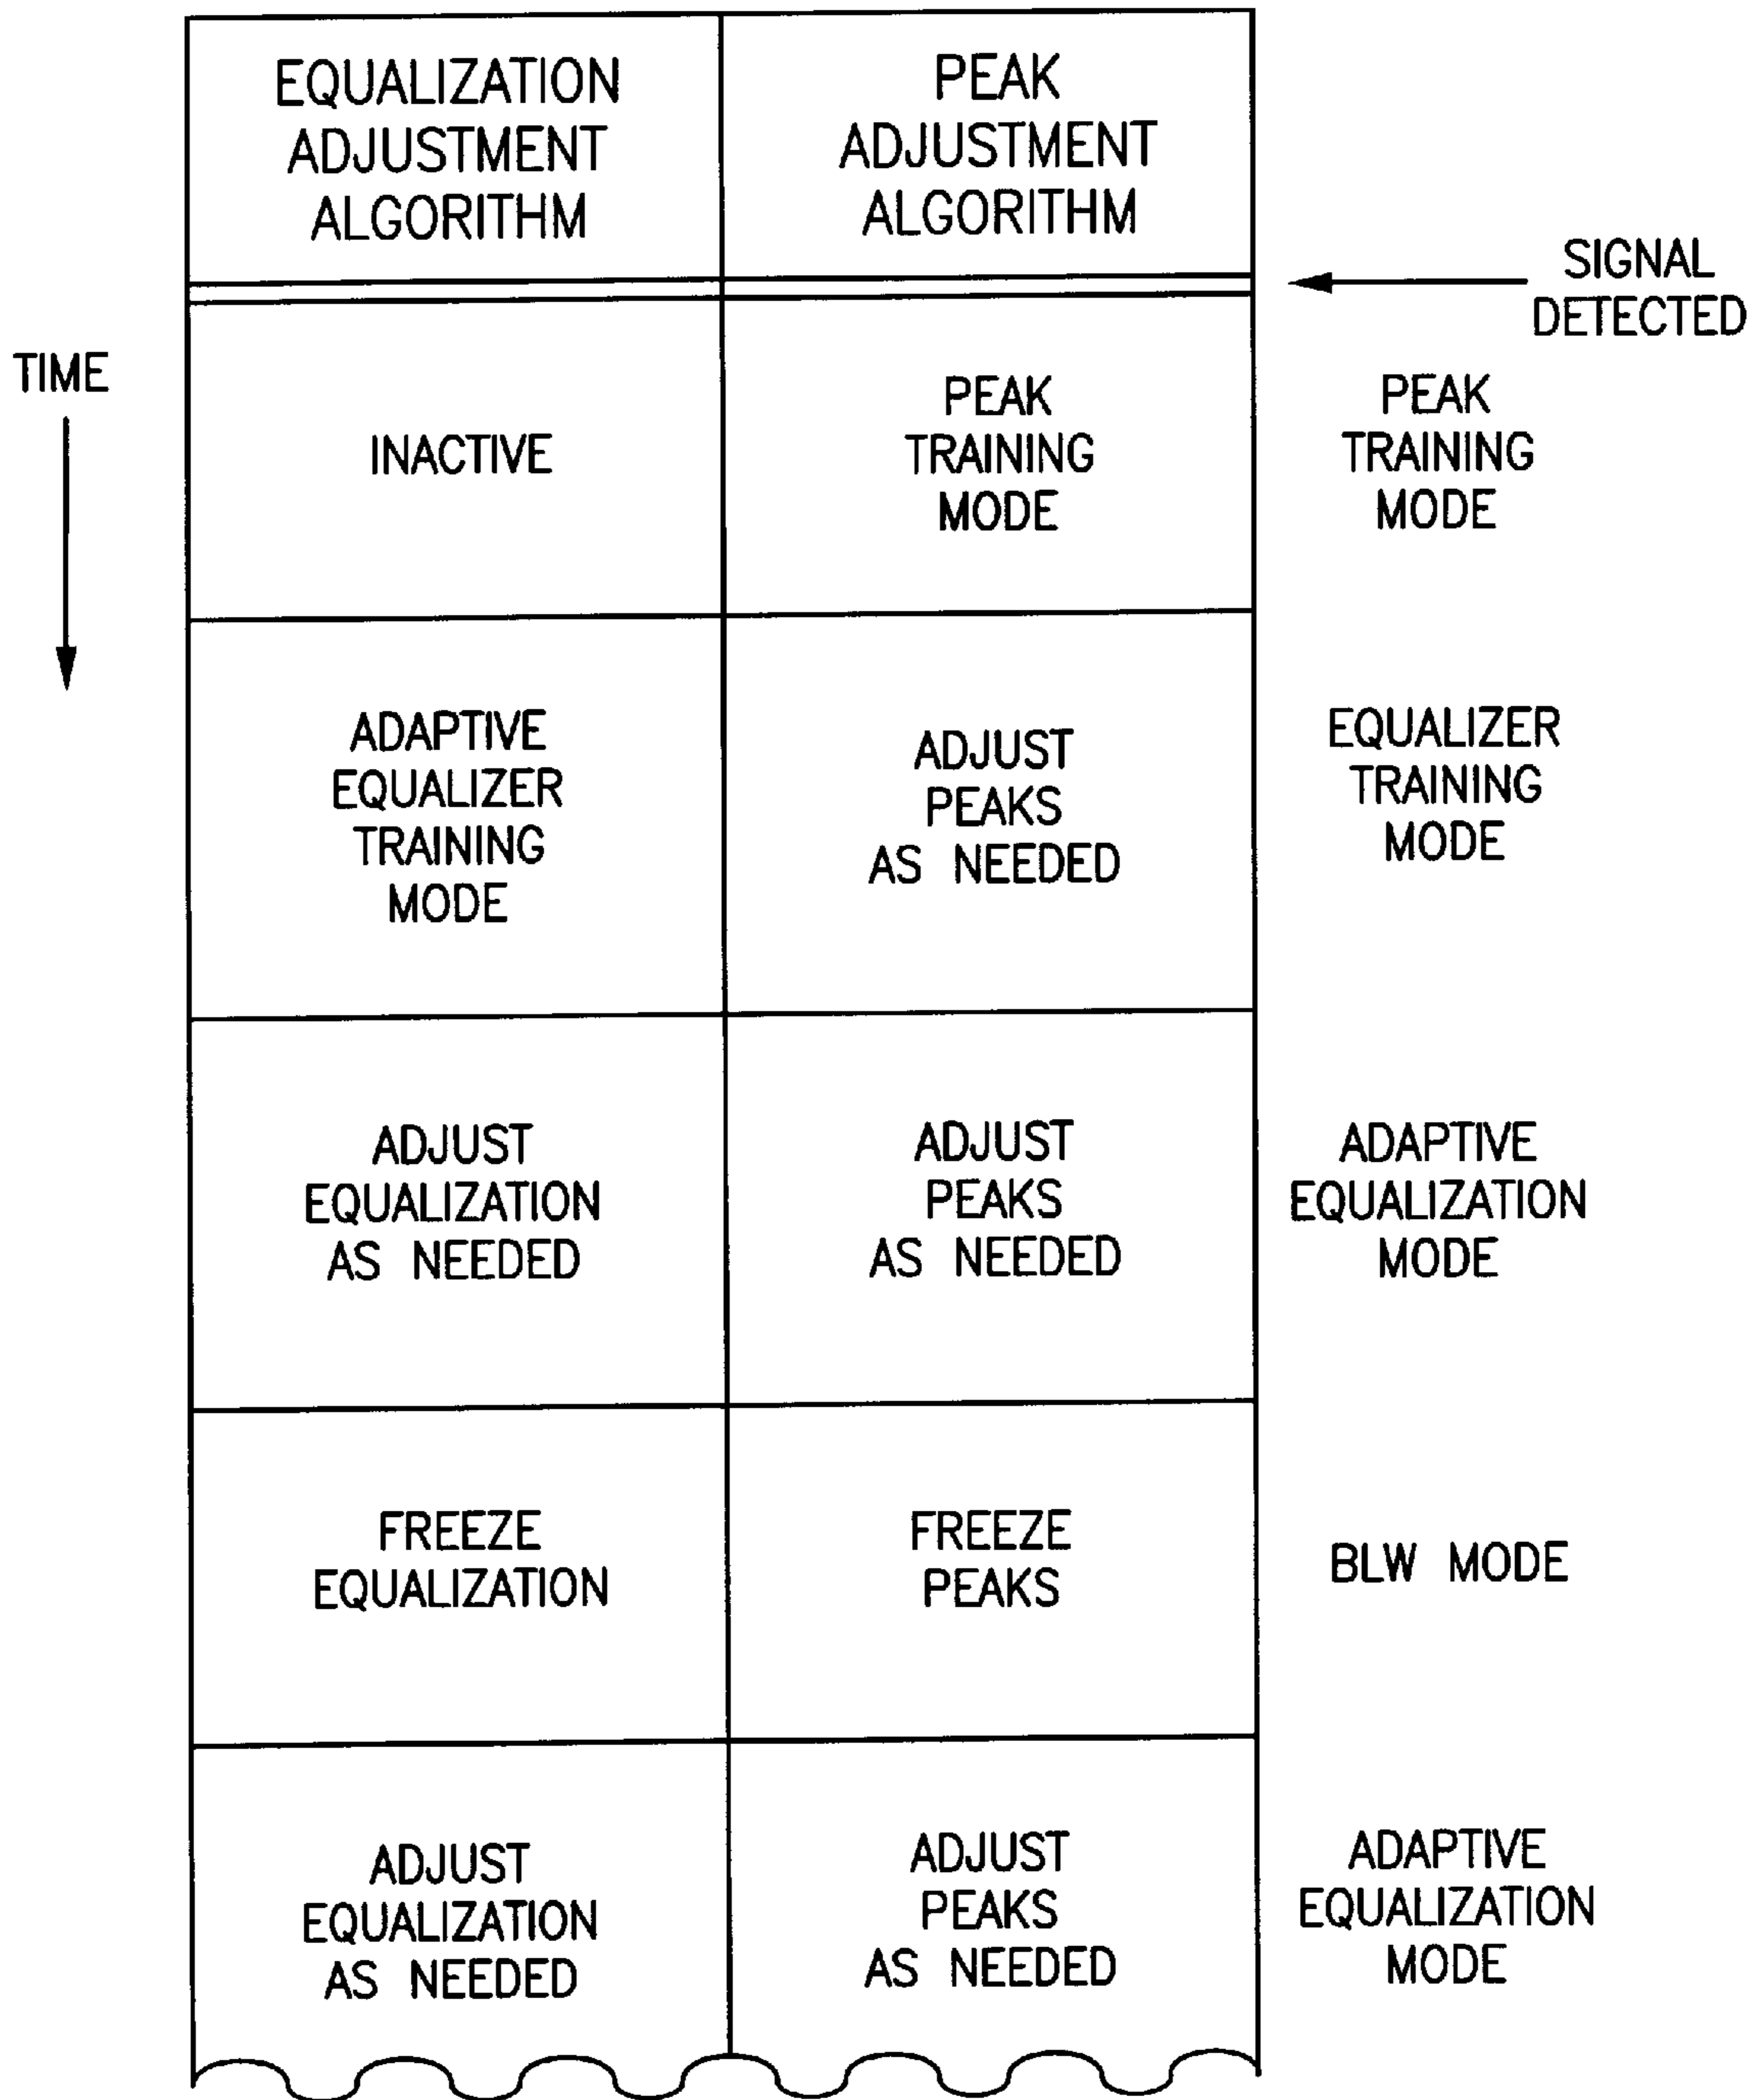 EQUALIZATION
ADJUSTMENT
ALGORITHM
PEAK
ADJUSTMENT
ALGORITHM
SIGNAL
DETECTED
TIME
INACTIVE
PEAK
TRAINING
MODE
PEAK
TRAINING
MODE
ADAPTIVE
EQUALIZER
TRAINING
MODE
ADJUST
PEAKS
AS NEEDED
EQUALIZER
TRAINING
MODE
ADJUST
EQUALIZATION
AS NEEDED
ADJUST
PEAKS
AS NEEDED
ADAPTIVE
EQUALIZATION
MODE
FREEZE
EQUALIZATION
FREEZE
PEAKS
BLW MODE
ADJUST
EQUALIZATION
AS NEEDED
ADJUST
PEAKS
AS NEEDED
ADAPTIVE
EQUALIZATION
MODE